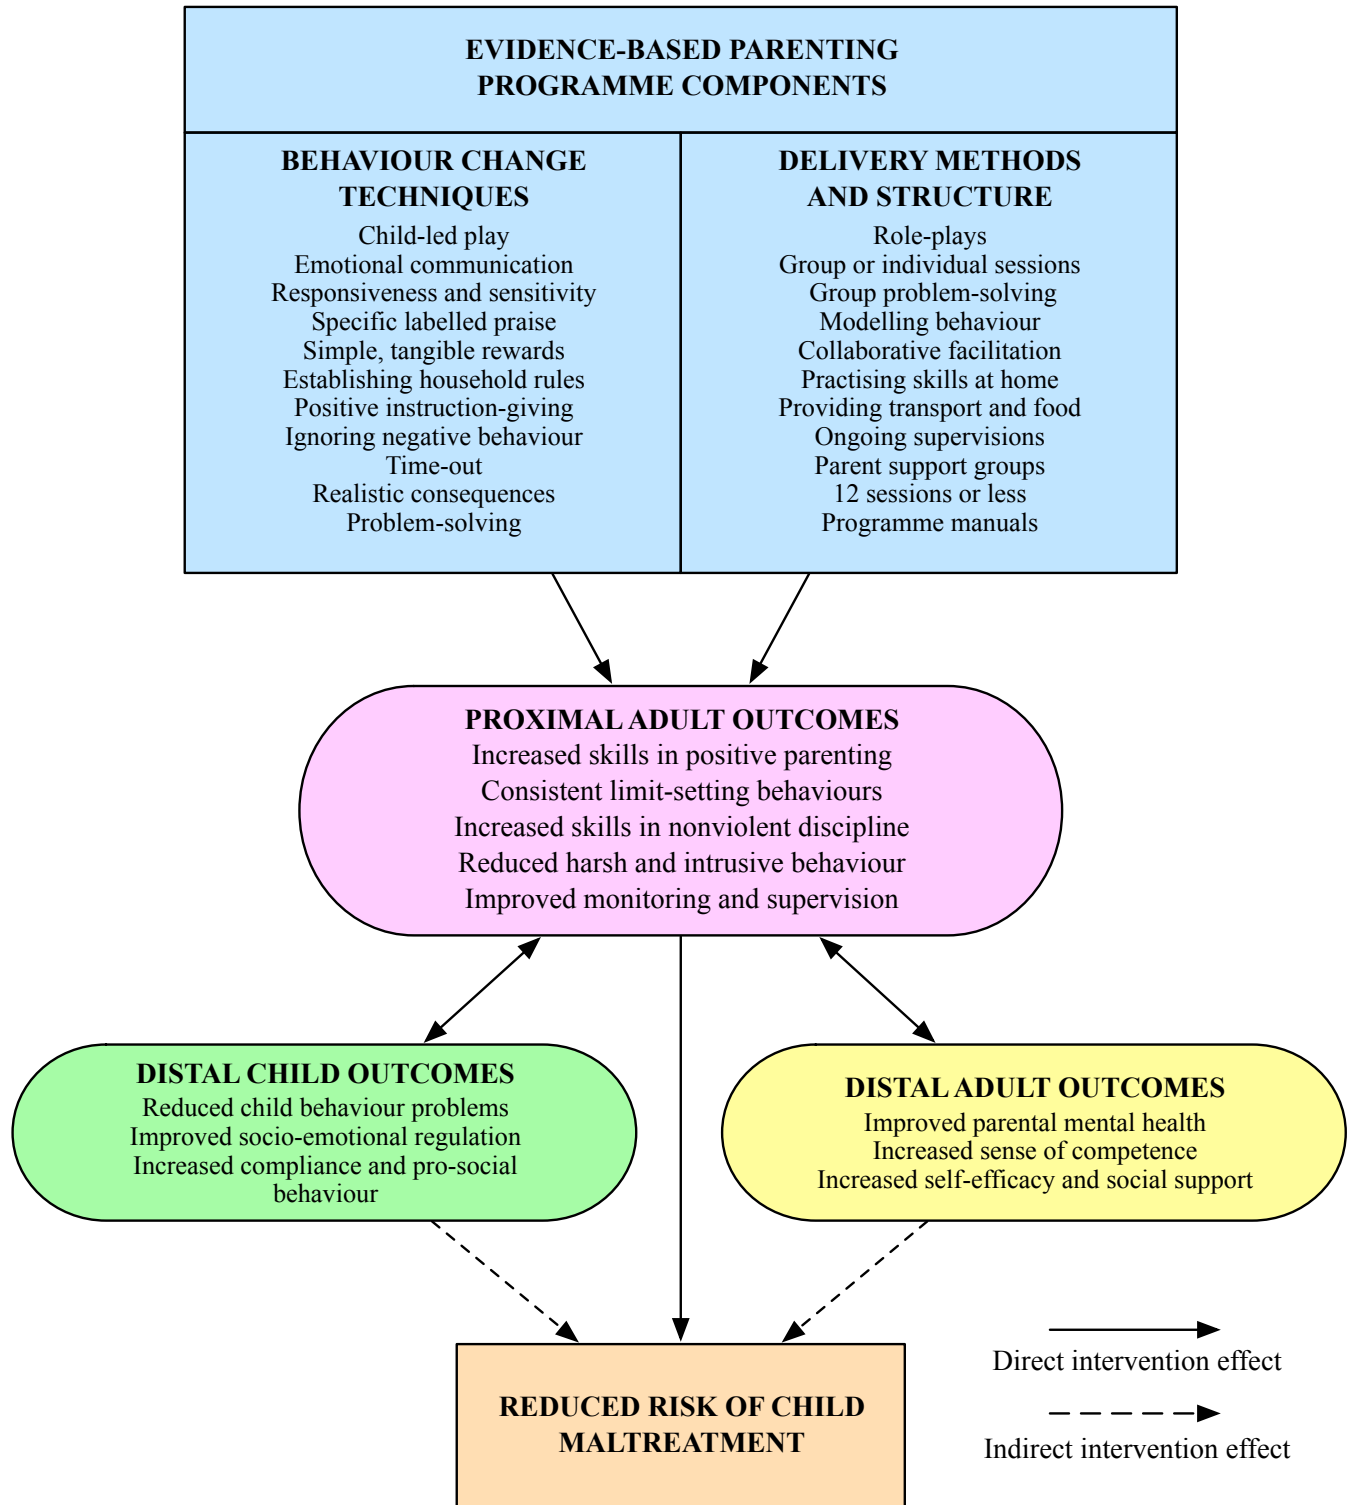 EVIDENCE-BASED PARENTING
PROGRAMME COMPONENTS
BEHAVIOUR CHANGE
TECHNIQUES
Child-led play
Emotional communication
Responsiveness and sensitivity
Specific labelled praise
Simple, tangible rewards
Establishing household rules
Positive instruction-giving
Ignoring negative behaviour
Time-out
Realistic consequences
Problem-solving
DELIVERY METHODS
AND STRUCTURE
Role-plays
Group or individual sessions
Group problem-solving
Modelling behaviour
Collaborative facilitation
Practising skills at home
Providing transport and food
Ongoing supervisions
Parent support groups
12 sessions or less
Programme manuals
PROXIMAL ADULT OUTCOMES
Increased skills in positive parenting
Consistent limit-setting behaviours
Increased skills in nonviolent discipline
Reduced harsh and intrusive behaviour
Improved monitoring and supervision
DISTAL CHILD OUTCOMES
Reduced child behaviour problems
Improved socio-emotional regulation
Increased compliance and pro-social
behaviour
DISTAL ADULT OUTCOMES
Improved parental mental health
Increased sense of competence
Increased self-efficacy and social support
REDUCED RISK OF CHILD
MALTREATMENT
Direct intervention effect
Indirect intervention effect